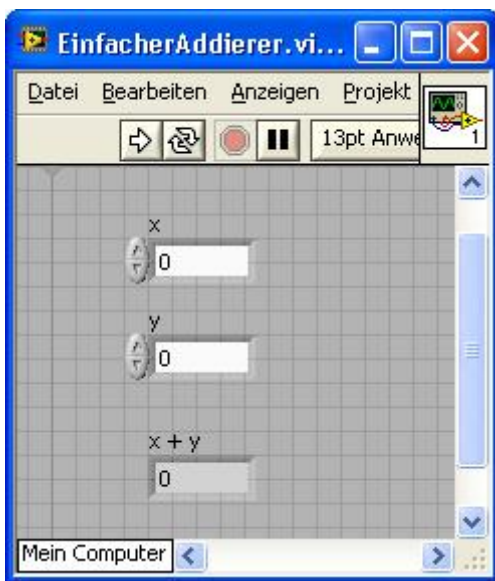 EinfacherAddierer.vi...
Datei Bearbeiten Anzeigen Projekt
13pt Anwe
1
x
0
y
0
x + y
0
Mein Computer